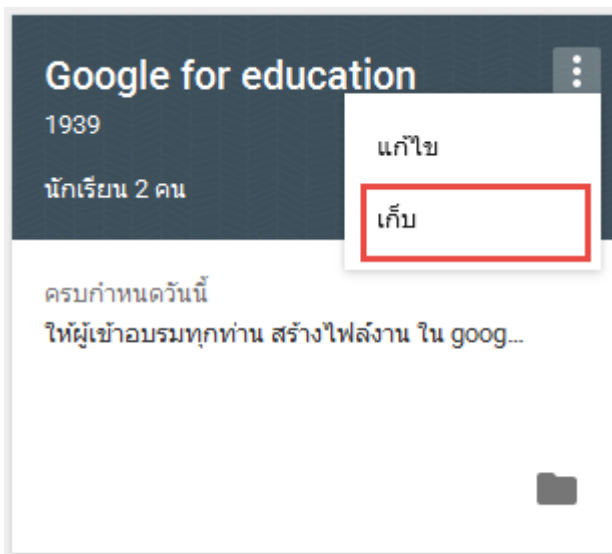 Google for education
1939
นักเรียน 2 คน
แก้ไข
เก็บ
ครบกำหนดวันนี้
ให้ผู้เข้าอบรมทุกท่าน สร้างไฟล์งาน ใน goog...